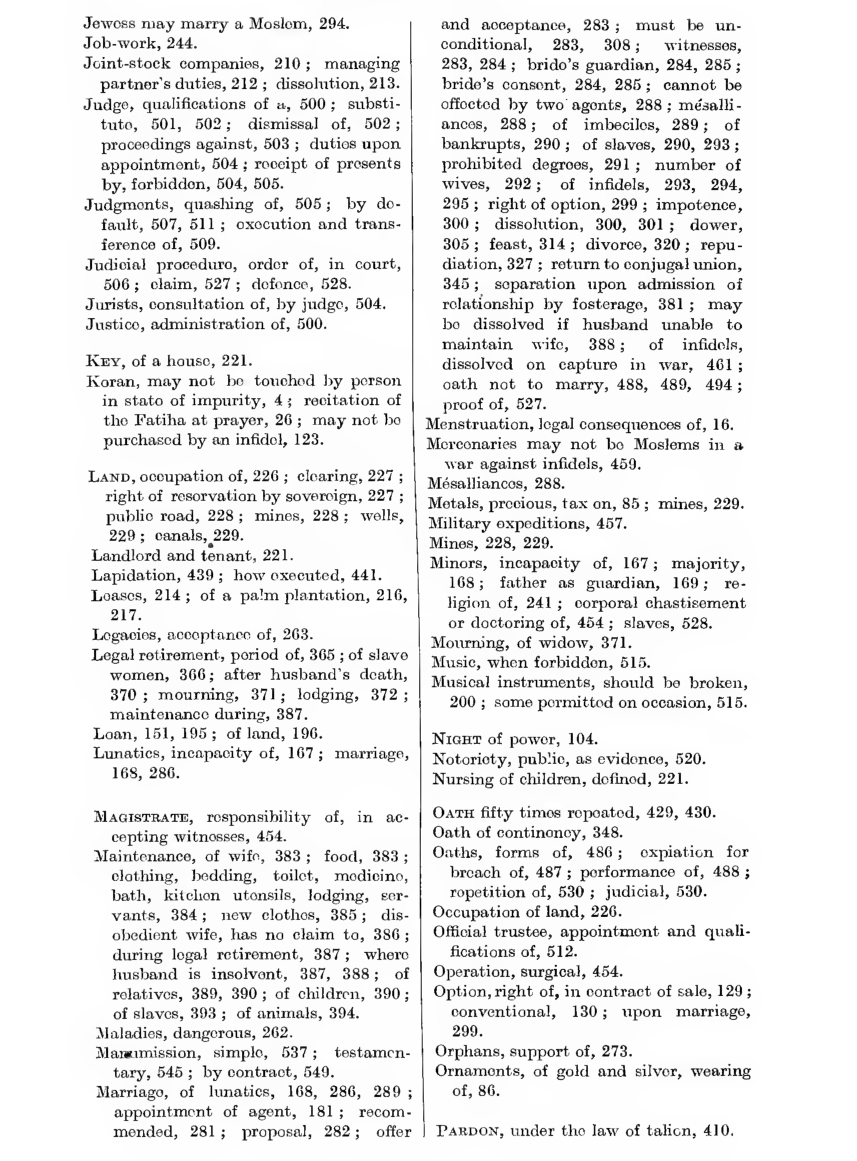 Jewess may marry a Moslem, 294.
Job-work, 244.
Joint-stock companies, 210 ; managing
partner's duties, 212 ; dissolution, 213.
Judge, qualifications of a, 500 ; substi-
tute, 501, 502 ; dismissal of, 502 ;
proceedings against, 503 ; duties upon
appointment, 504 ; receipt of presents
by, forbidden, 504, 505.
Judgments, quashing of, 505 ; by de-
fault, 507, 511 ; execution and trans-
ference of, 509.
Judicial procedure, order of, in court,
506 ; claim, 527 ; defence, 528.
Jurists, consultation of, by judge, 504.
Justice, administration of, 500.
KEY, of a house, 221.
Koran, may not be touched by person
in state of impurity, 4 ; recitation of
the Fatiha at prayer, 26 ; may not be
purchased by an infidel, 123.
LAND, occupation of, 226 ; clearing, 227 ;
right of reservation by sovereign, 227 ;
public road, 228 ; mines, 228 ; wells,
229 ; canals, 229.
Landlord and tenant, 221.
Lapidation, 439 ; how executed, 441.
Leases, 214 ; of a palm plantation, 216,
217.
Legacies, acceptance of, 263.
Legal retirement, period of, 365 ; of slave
women, 366 ; after husband's death,
370 ; mourning, 371 ; lodging, 372 ;
maintenance during, 387.
Loan, 151, 195 ; of land, 196.
Lunatics, incapacity of, 167 ; marriage,
168, 286.
MAGISTRATE, responsibility of, in ac-
cepting witnesses, 454.
Maintenance, of wife, 383 ; food, 383 ;
clothing, bedding, toilet, medicine,
bath, kitchen utensils, lodging, ser-
vants, 384 ; new clothes, 385 ; dis-
obedient wife, has no claim to, 386 ;
during legal retirement, 387 ; where
husband is insolvent, 387, 388 ; of
relatives, 389, 390 ; of children, 390 ;
of slaves, 393 ; of animals, 394.
Maladies, dangerous, 262.
Manumission, simple, 537 ; testamen-
tary, 545 ; by contract, 549.
Marriage, of lunatics, 168, 286, 289 ;
appointment of agent, 181 ; recom-
mended, 281 ; proposal, 282 ; offer
and acceptance, 283 ; must be un-
conditional, 283, 308 ; witnesses,
283, 284 ; bride's guardian, 284, 285 ;
bride's consent, 284, 285 ; cannot be
effected by two agents, 288 ; mésalli-
ances, 288 ; of imbeciles, 289 ; of
bankrupts, 290 ; of slaves, 290, 293 ;
prohibited degrees, 291 ; number of
wives, 292 ; of infidels, 293, 294,
295 ; right of option, 299 ; impotence,
300 ; dissolution, 300, 301 ; dower,
305 ; feast, 314 ; divorce, 320 ; repu-
diation, 327 ; return to conjugal union,
345 ; separation upon admission of
relationship by fosterage, 381 ; may
be dissolved if husband unable to
maintain wife, 388 ; of infidels,
dissolved on capture in war, 461 ;
oath not to marry, 488, 489, 494 ;
proof of, 527.
Menstruation, legal consequences of, 16.
Mercenaries may not be Moslems in a
war against infidels, 459.
Mésalliances, 288.
Metals, precious, tax on, 85 ; mines, 229.
Military expeditions, 457.
Mines, 228, 229.
Minors, incapacity of, 167 ; majority,
168 ; father as guardian, 169 ; re-
ligion of, 241 ; corporal chastisement
or doctoring of, 454 ; slaves, 528.
Mourning, of widow, 371.
Music, when forbidden, 515.
Musical instruments, should be broken,
200 ; some permitted on occasion, 515.
NIGHT of power, 104.
Notoriety, public, as evidence, 520.
Nursing of children, defined, 221.
OATH fifty times repeated, 429, 430.
Oath of continency, 348.
Oaths, forms of, 486 ; expiation for
breach of, 487 ; performance of, 488 ;
repetition of, 530 ; judicial, 530.
Occupation of land, 226.
Official trustee, appointment and quali-
fications of, 512.
Operation, surgical, 454.
Option, right of, in contract of sale, 129 ;
conventional, 130 ; upon marriage,
299.
Orphans, support of, 273.
Ornaments, of gold and silver, wearing
of, 86.
PARDON, under the law of talion, 410.